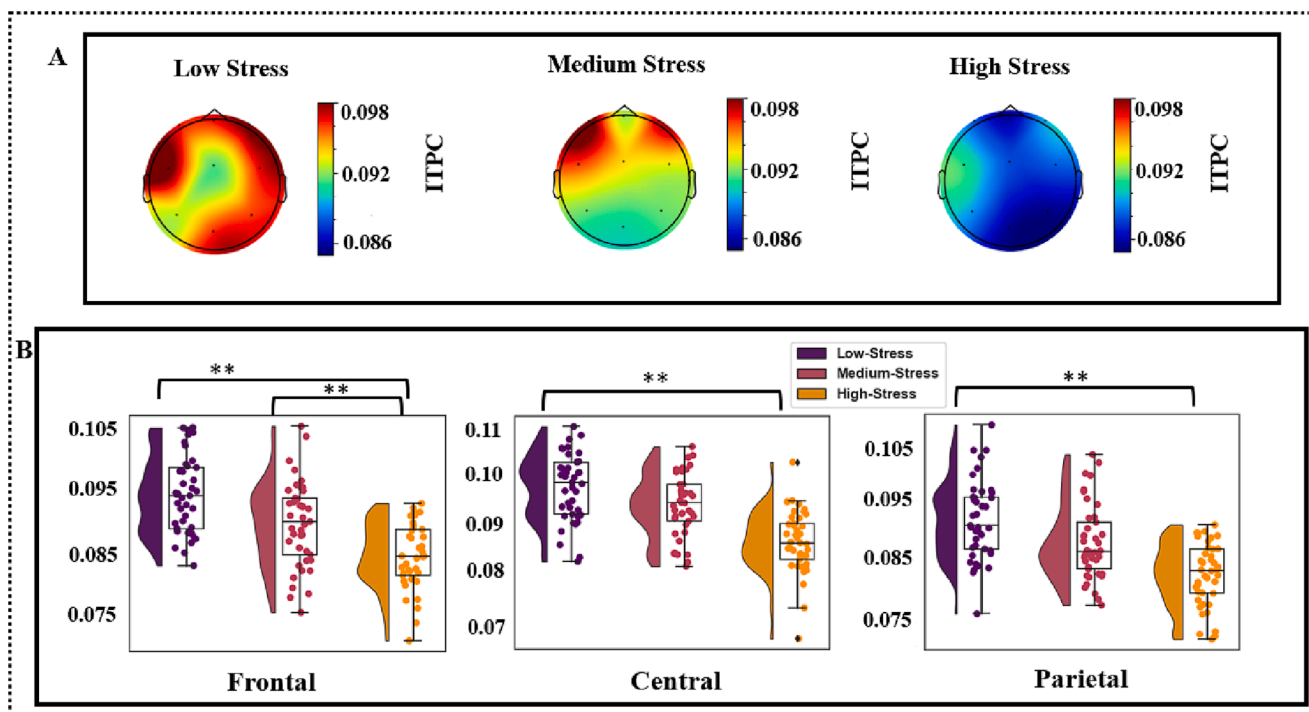 A
Low Stress
Medium Stress
High Stress
0.098
0.092
0.086
ITPC
0.098
0.092
0.086
ITPC
0.098
0.092
0.086
ITPC
B
Low-Stress
Medium-Stress
High-Stress
**
**
**
**
0.105
0.095
0.085
0.075
0.11
0.10
0.09
0.08
0.07
0.105
0.095
0.085
0.075
Frontal
Central
Parietal